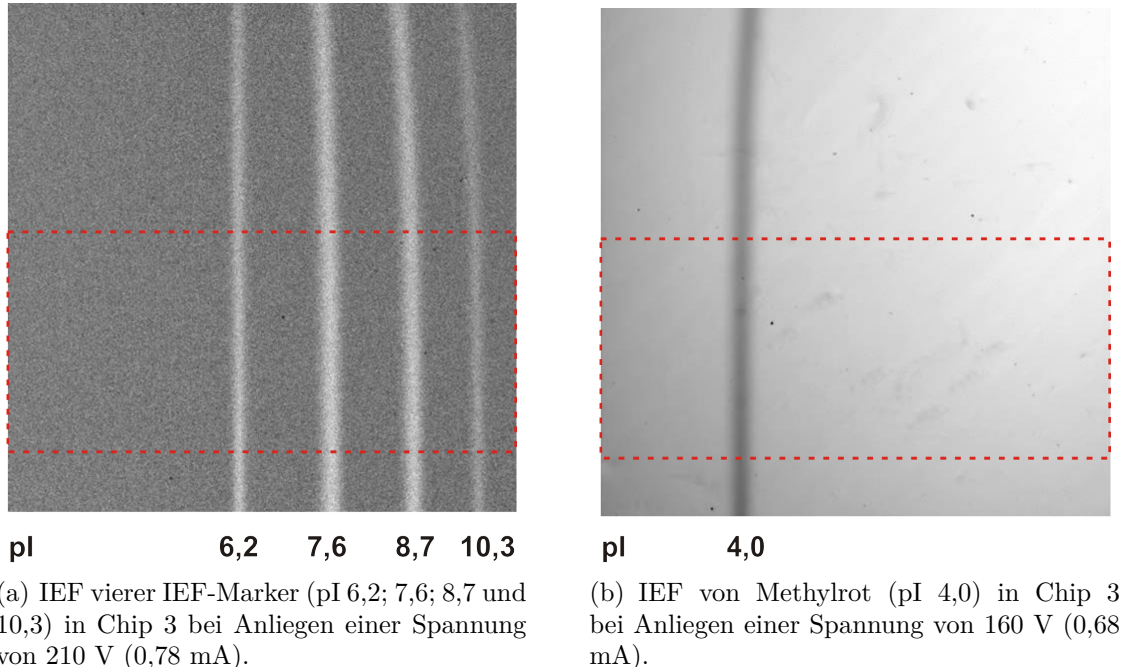 pI 6,2 7,6 8,7 10,3
(a) IEF vierer IEF-Marker (pI 6,2; 7,6; 8,7 und
10,3) in Chip 3 bei Anliegen einer Spannung
von 210 V (0,78 mA).
pI 4,0
(b) IEF von Methylrot (pI 4,0) in Chip 3
bei Anliegen einer Spannung von 160 V (0,68
mA).